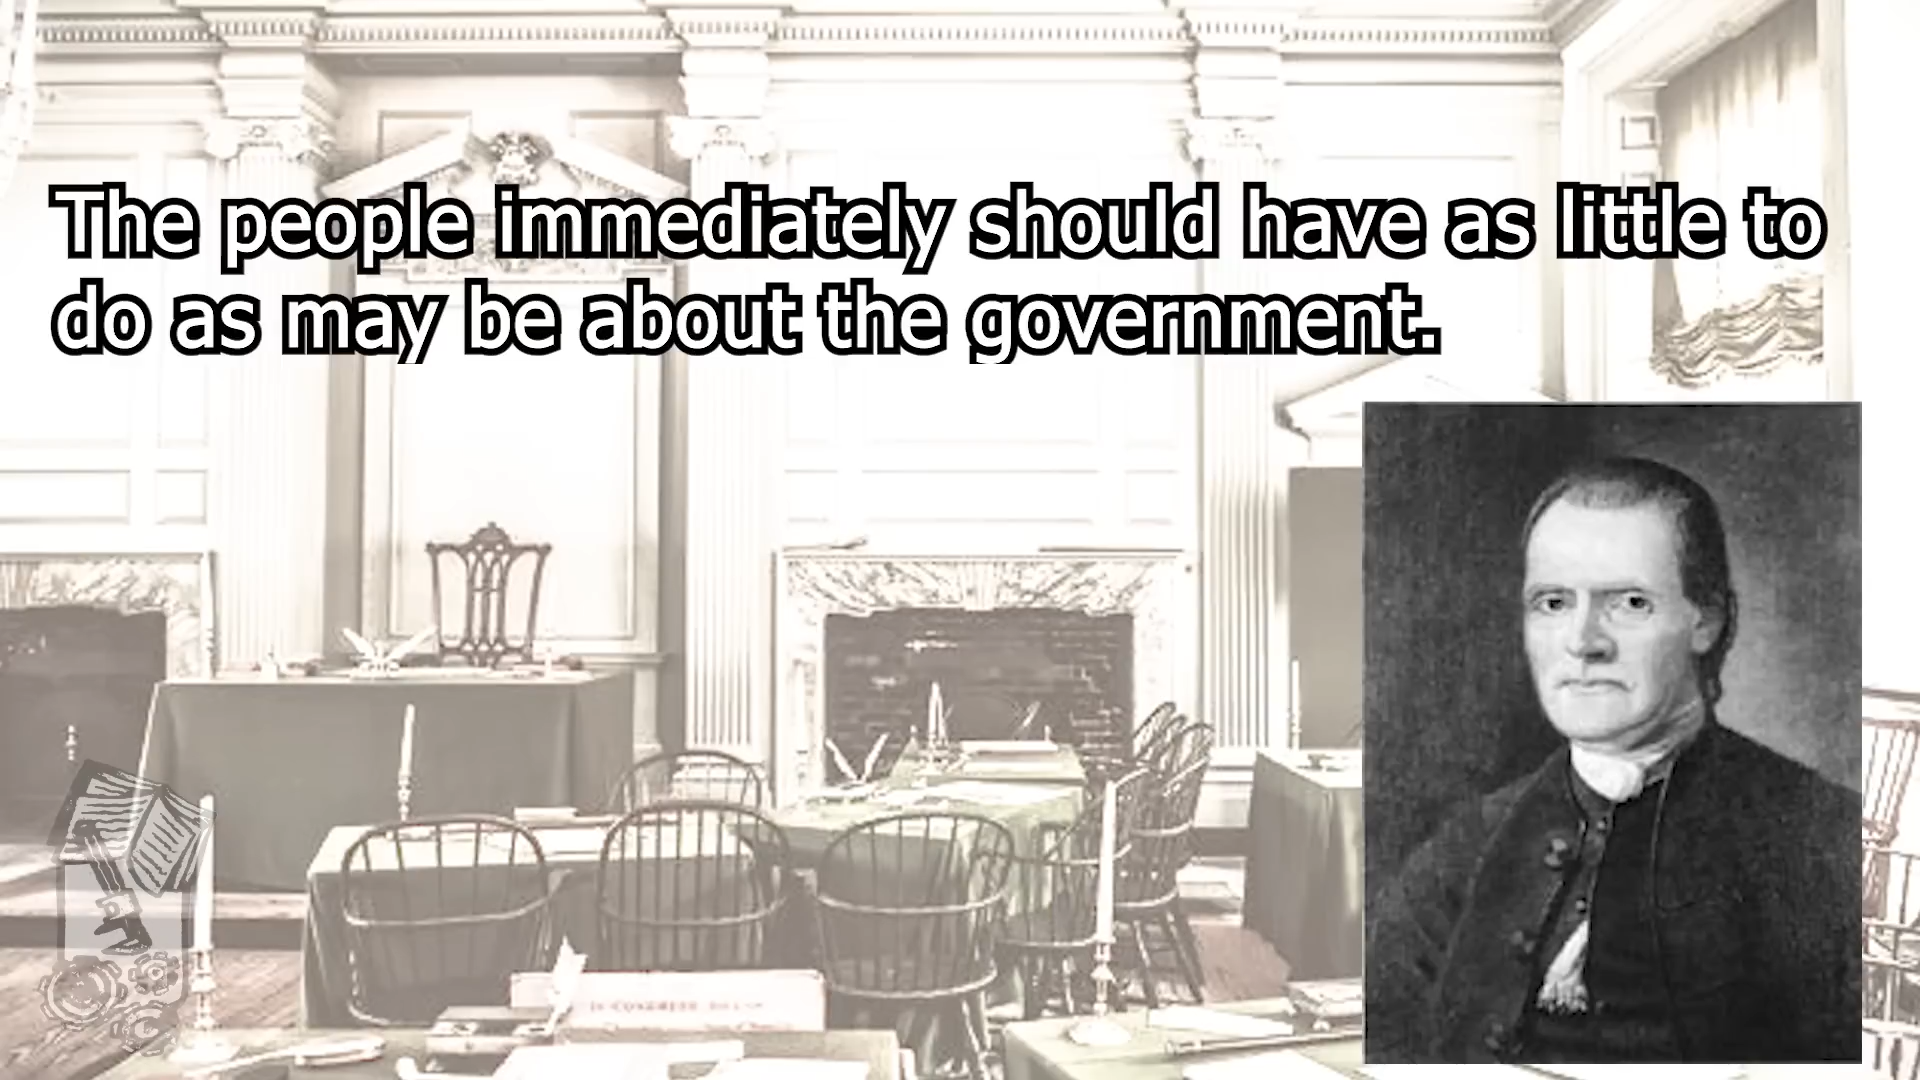 The people immediately should have as little to
do as may be about the government.